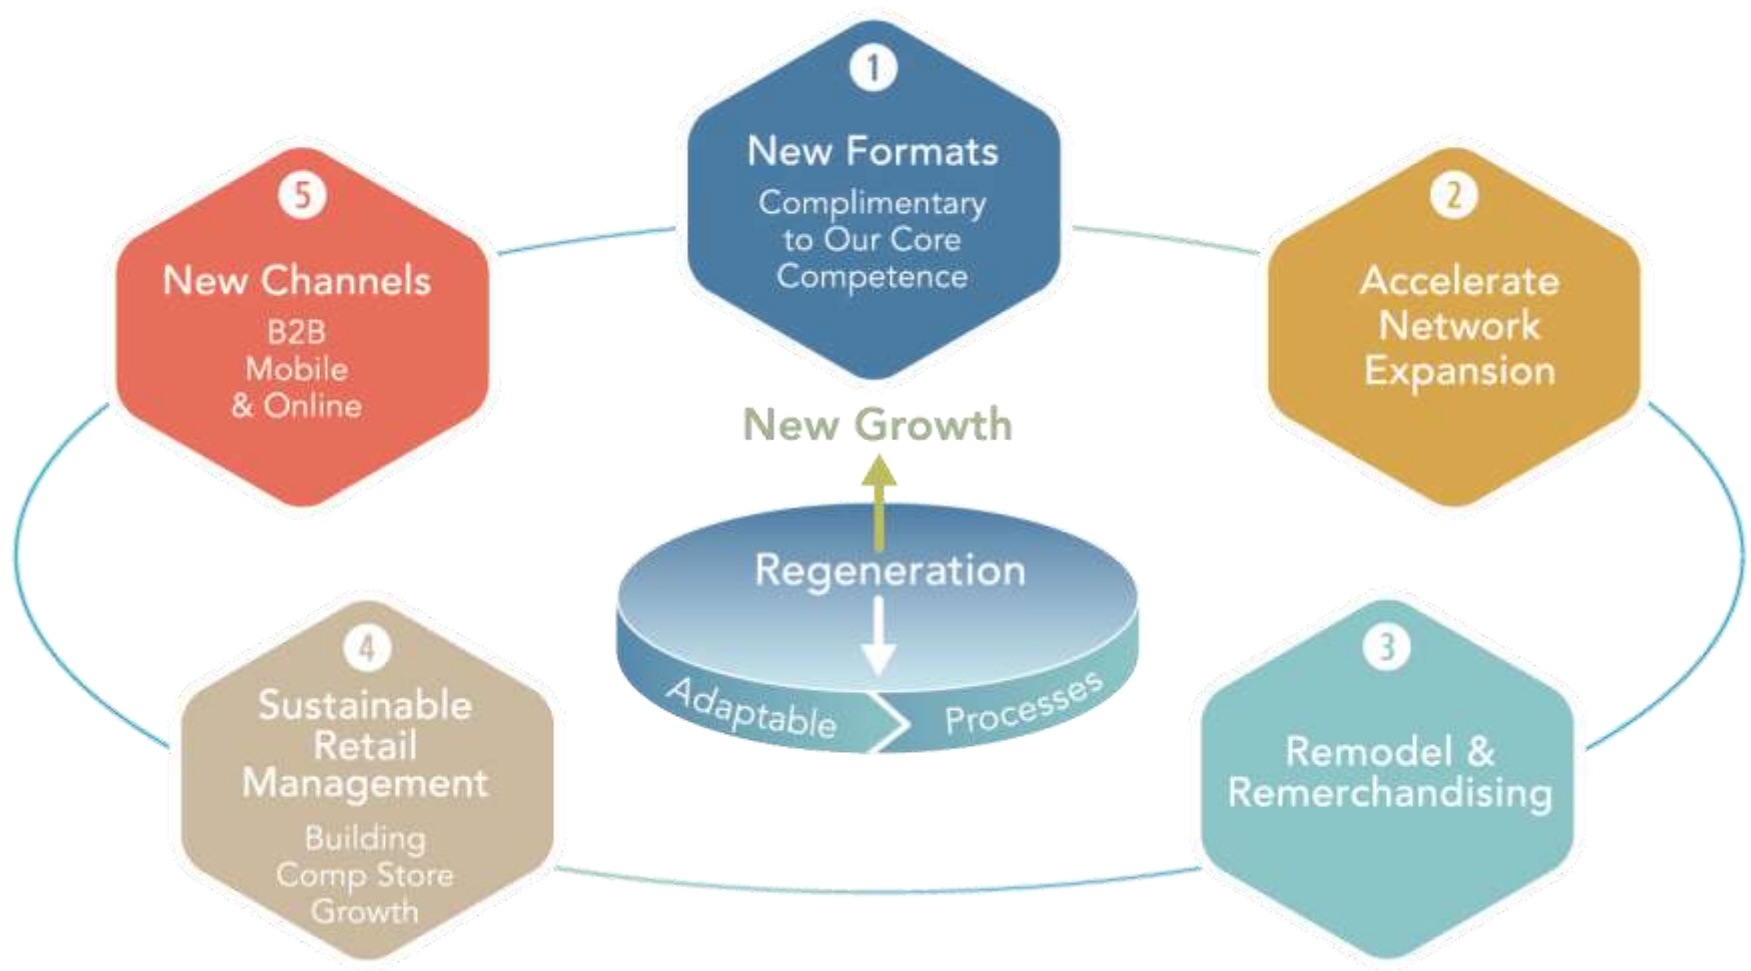 1
New Formats
Complimentary
to Our Core
Competence
2
Accelerate
Network
Expansion
3
Remodel &
Remerchandising
4
Sustainable
Retail
Management
Building
Comp Store
Growth
5
New Channels
B2B
Mobile
& Online
New Growth
Regeneration
Adaptable Processes